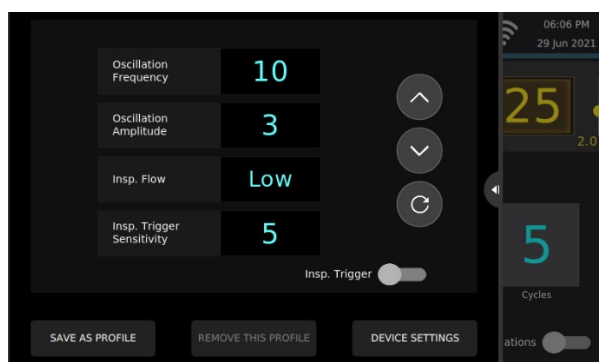 06:06 PM
29 Jun 2021
Oscillation
Frequency
10
Oscillation
Amplitude
3
Insp. Flow
Low
Insp. Trigger
Sensitivity
5
Insp. Trigger
25
2.0
5
Cycles
ations
SAVE AS PROFILE
REMOVE THIS PROFILE
DEVICE SETTINGS